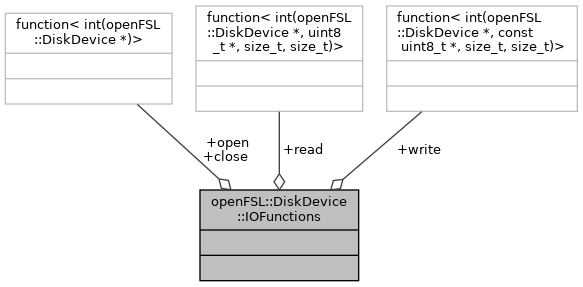 function< int(openFSL
::DiskDevice *)>
function< int(openFSL
::DiskDevice *, uint8
_t *, size_t, size_t)>
function< int(openFSL
::DiskDevice *, const
uint8_t *, size_t, size_t)>
+open
+close
+read
+write
openFSL::DiskDevice
::IOFunctions